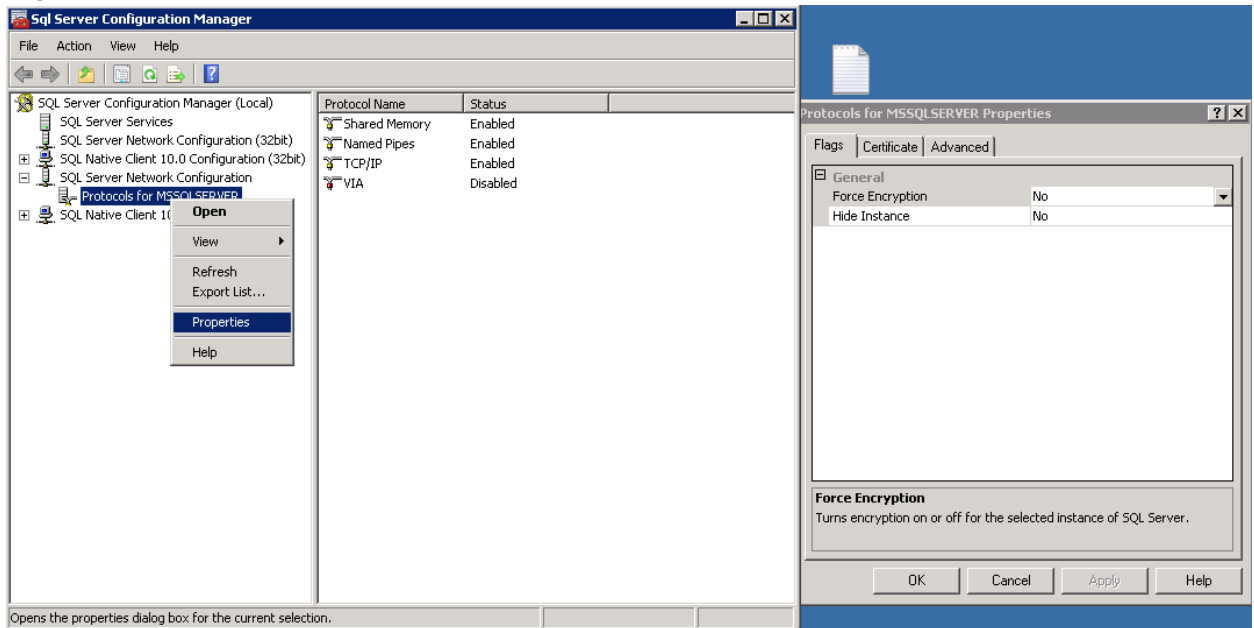 Sql Server Configuration Manager
File Action View Help
SQL Server Configuration Manager (Local)
SQL Server Services
SQL Server Network Configuration (32bit)
SQL Native Client 10.0 Configuration (32bit)
SQL Server Network Configuration
Protocols for MSSQLSERVER
SQL Native Client 10
Open
View
Refresh
Export List...
Properties
Help
Protocol Name Status
Shared Memory Enabled
Named Pipes Enabled
TCP/IP Enabled
VIA Disabled
Opens the properties dialog box for the current selection.
Protocols for MSSQLSERVER Properties
Flags Certificate Advanced
General
Force Encryption No
Hide Instance No
Force Encryption
Turns encryption on or off for the selected instance of SQL Server.
OK Cancel Apply Help